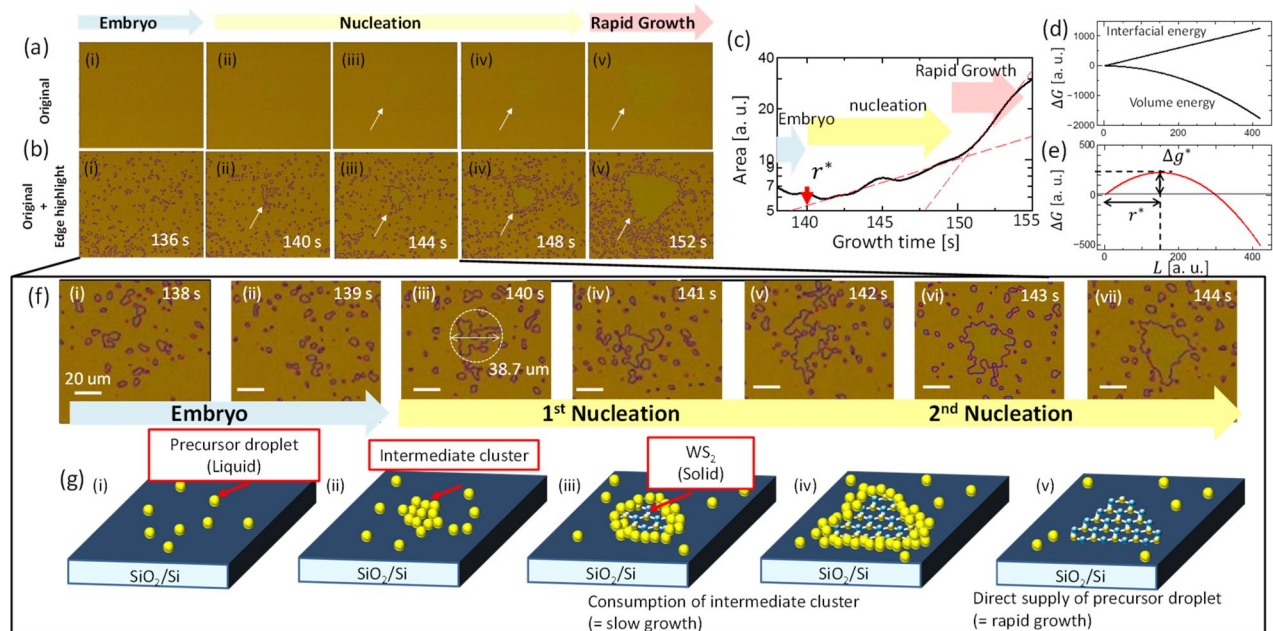 Embryo
Nucleation
Rapid Growth
(a)
Original
(i)
(ii)
(iii)
(iv)
(v)
(b)
Original
+
Edge highlight
(i)
136 s
(ii)
140 s
(iii)
144 s
(iv)
148 s
(v)
152 s
(c)
Area [a. u.]
40
20
10
9
8
7
6
5
Rapid Growth
nucleation
Embryo
r*
140
145
150
155
Growth time [s]
(d)
ΔG [a. u.]
1000
0
-1000
-2000
Interfacial energy
Volume energy
0
200
400
(e)
ΔG [a. u.]
500
0
-500
Δg*
r*
0
200
400
L [a. u.]
(f)
(i)
138 s
20 um
(ii)
139 s
(iii)
140 s
38.7 um
(iv)
141 s
(v)
142 s
(vi)
143 s
(vii)
144 s
Embryo
1st Nucleation
2nd Nucleation
(g)
(i)
Precursor droplet
(Liquid)
SiO2/Si
(ii)
Intermediate cluster
SiO2/Si
(iii)
WS2
(Solid)
SiO2/Si
(iv)
SiO2/Si
(v)
SiO2/Si
Consumption of intermediate cluster
(= slow growth)
Direct supply of precursor droplet
(= rapid growth)